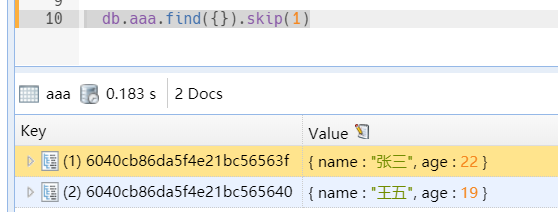 9
10 db.aaa.find({}).skip(1)
aaa 0.183 s 2 Docs
Key Value
(1) 6040cb86da5f4e21bc56563f { name : "张三", age : 22 }
(2) 6040cb86da5f4e21bc565640 { name : "王五", age : 19 }